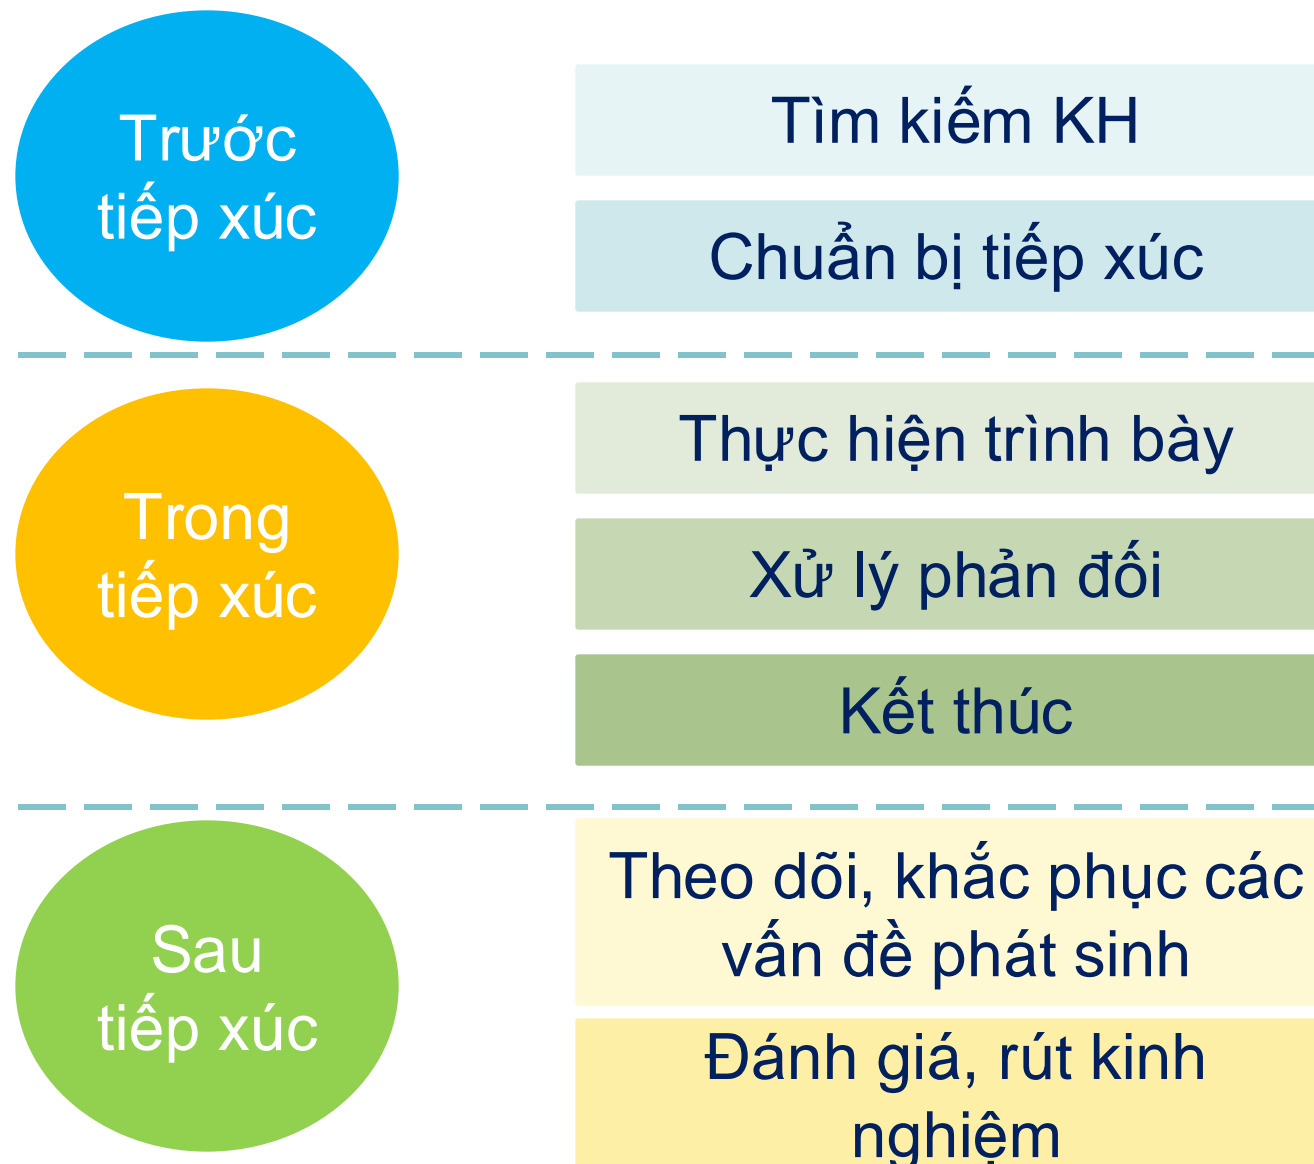 Trước
tiếp xúc
Tìm kiếm KH
Chuẩn bị tiếp xúc
Trong
tiếp xúc
Thực hiện trình bày
Xử lý phản đối
Kết thúc
Sau
tiếp xúc
Theo dõi, khắc phục các
vấn đề phát sinh
Đánh giá, rút kinh
nghiệm